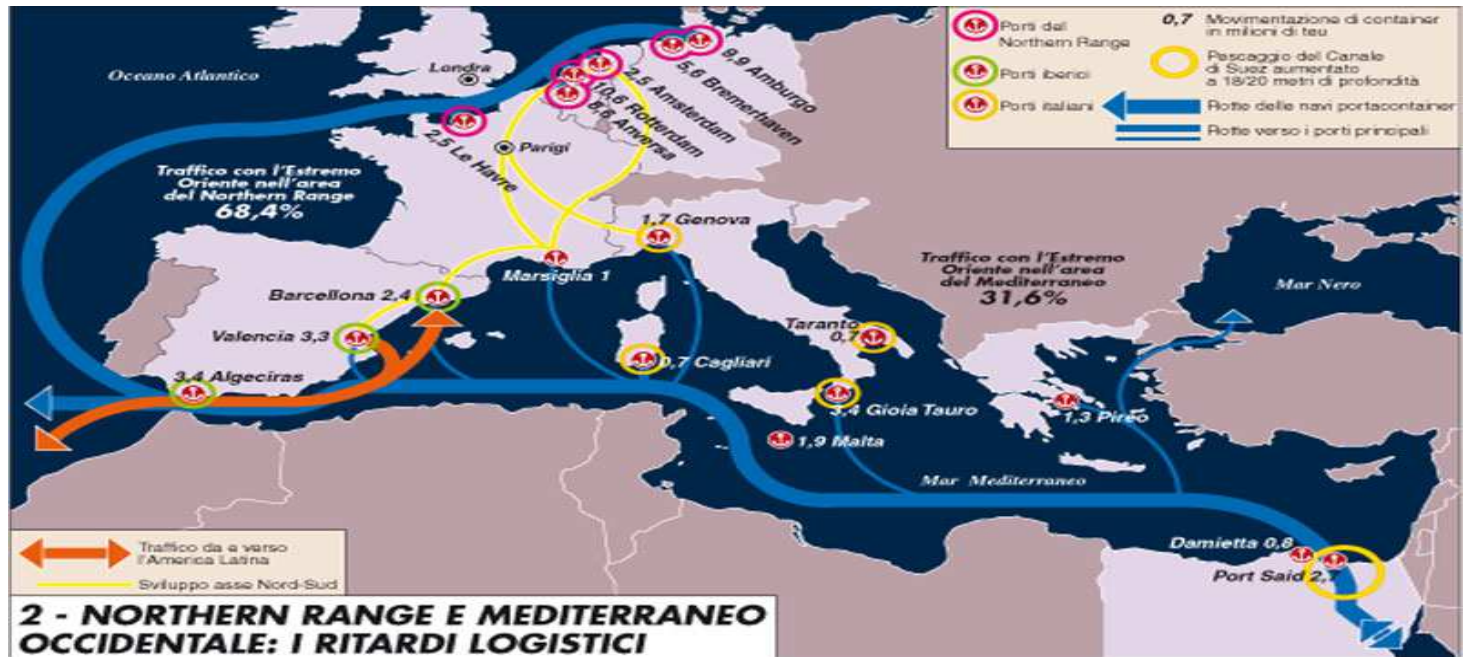 Oceano Atlantico
Londra
Parigi
9,9 Amburgo
5,6 Bremerhaven
2,5 Amsterdam
10,6 Rotterdam
8,6 Anversa
2,5 Le Havre
Traffico con l'Estremo
Oriente nell'area
del Northern Range
68,4%
Porti del
Northern Range
Porti iberici
Porti italiani
0,7 Movimentazione di container
in milioni di teu
Pescaggio del Canale
di Suez aumentato
a 18/20 metri di profondità
Rotte delle navi portacontainer
Rotte verso i porti principali
1,7 Genova
Marsiglia 1
Barcellona 2,4
Valencia 3,3
3,4 Algeciras
0,7 Cagliari
Taranto
0,7
3,4 Gioia Tauro
1,9 Malta
1,3 Pireo
Traffico con l'Estremo
Oriente nell'area
del Mediterraneo
31,6%
Mar Nero
Mar Mediterraneo
Damietta 0,8
Port Said 2,7
Traffico da e verso
l'America Latina
Sviluppo asse Nord-Sud
2 - NORTHERN RANGE E MEDITERRANEO
OCCIDENTALE: I RITARDI LOGISTICI